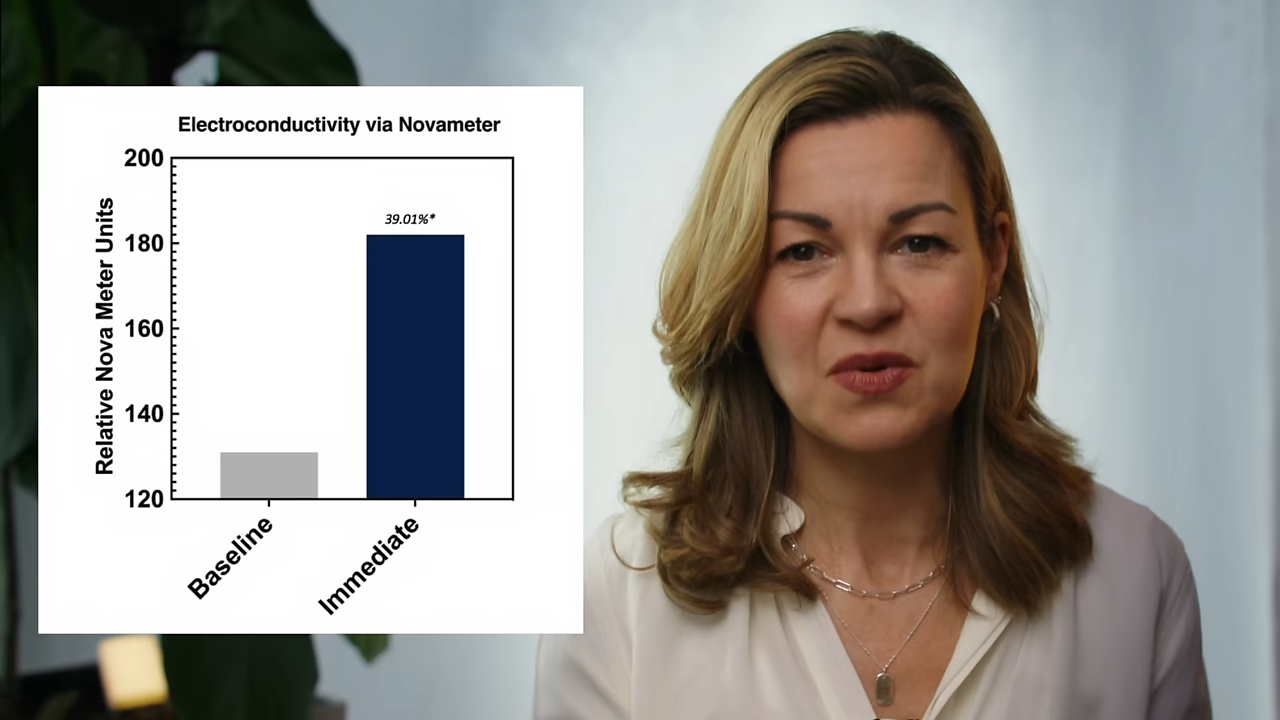 Electroconductivity via Novameter
Relative Nova Meter Units
200
180
160
140
120
39.01%*
Baseline
Immediate